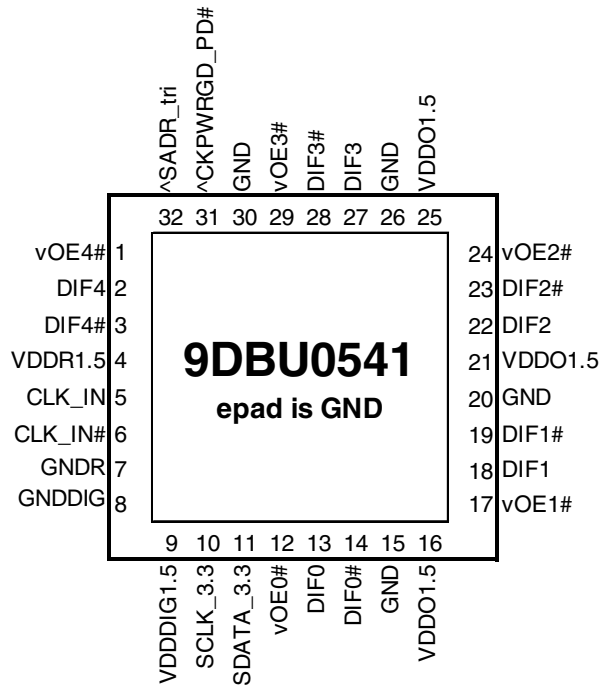 ^SADR_tri
^CKPWRGD_PD#
GND
vOE3#
DIF3#
DIF3
GND
VDDO1.5
32 31 30 29 28 27 26 25
vOE4# 1
DIF4 2
DIF4# 3
VDDR1.5 4
CLK_IN 5
CLK_IN# 6
GNDR 7
GNDDIG 8
9DBU0541
epad is GND
24 vOE2#
23 DIF2#
22 DIF2
21 VDDO1.5
20 GND
19 DIF1#
18 DIF1
17 vOE1#
9 10 11 12 13 14 15 16
VDDDIG1.5
SCLK_3.3
SDATA_3.3
vOE0#
DIF0
DIF0#
GND
VDDO1.5